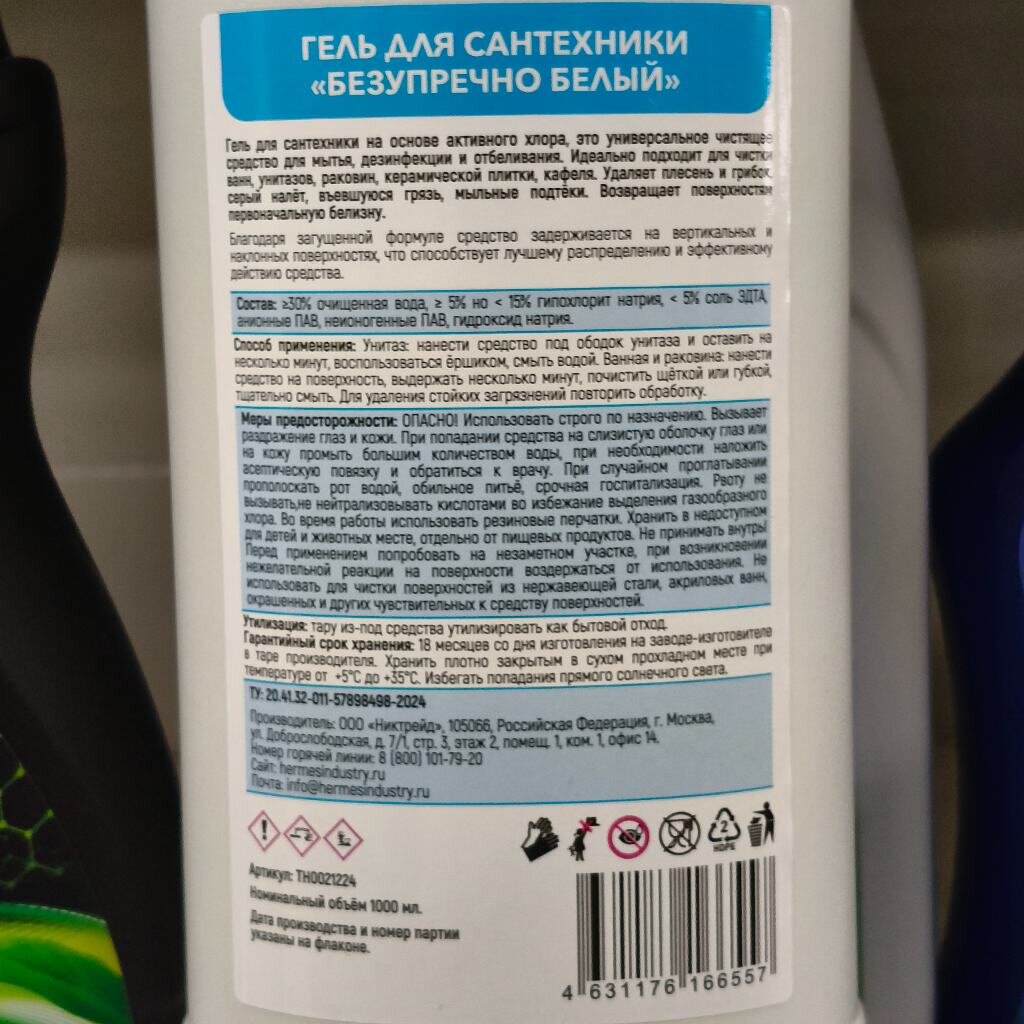 ГЕЛЬ ДЛЯ САНТЕХНИКИ
«БЕЗУПРЕЧНО БЕЛЫЙ»
Гель для сантехники на основе активного хлора, это универсальное чистящее
средство для мытья, дезинфекции и отбеливания. Идеально подходит для чистки
ванн, унитазов, раковин, керамической плитки, кафеля. Удаляет плесень и грибок,
серый налёт, въевшуюся грязь, мыльные подтёки. Возвращает поверхностям
первоначальную белизну.
Благодаря загущенной формуле средство задерживается на вертикальных и
наклонных поверхностях, что способствует лучшему распределению и эффективному
действию средства.
Состав: ≥30% очищенная вода, ≥ 5% но < 15% гипохлорит натрия, < 5% соль ЭДТА,
анионные ПАВ, неионогенные ПАВ, гидроксид натрия.
Способ применения: Унитаз: нанести средство под ободок унитаза и оставить на
несколько минут, воспользоваться ёршиком, смыть водой. Ванная и раковина: нанести
средство на поверхность, выдержать несколько минут, почистить щёткой или губкой,
тщательно смыть. Для удаления стойких загрязнений повторить обработку.
Меры предосторожности: ОПАСНО! Использовать строго по назначению. Вызывает
раздражение глаз и кожи. При попадании средства на слизистую оболочку глаз или
на кожу промыть большим количеством воды, при необходимости наложить
асептическую повязку и обратиться к врачу. При случайном проглатывании
прополоскать рот водой, обильное питьё, срочная госпитализация. Рвоту не
вызывать,не нейтрализовывать кислотами во избежание выделения газообразного
хлора. Во время работы использовать резиновые перчатки. Хранить в недоступном
для детей и животных месте, отдельно от пищевых продуктов. Не принимать внутрь!
Перед применением попробовать на незаметном участке, при возникновении
нежелательной реакции на поверхности воздержаться от использования. Не
использовать для чистки поверхностей из нержавеющей стали, акриловых ванн,
окрашенных и других чувствительных к средству поверхностей.
Утилизация: тару из-под средства утилизировать как бытовой отход.
Гарантийный срок хранения: 18 месяцев со дня изготовления на заводе-изготовителе
в таре производителя. Хранить плотно закрытым в сухом прохладном месте при
температуре от +5°С до +35°С. Избегать попадания прямого солнечного света.
ТУ: 20.41.32-011-57898498-2024
Производитель: ООО «Никтрейд», 105066, Российская Федерация, г. Москва,
ул. Доброслободская, д. 7/1, стр. 3, этаж 2, помещ. 1, ком. 1, офис 14.
Номер горячей линии: 8 (800) 101-79-20
Сайт: hermesindustry.ru
Почта: info@hermesindustry.ru
2
HDPE
Артикул: ТН0021224
Номинальный объём 1000 мл.
Дата производства и номер партии
указаны на флаконе.
4 631176 166557